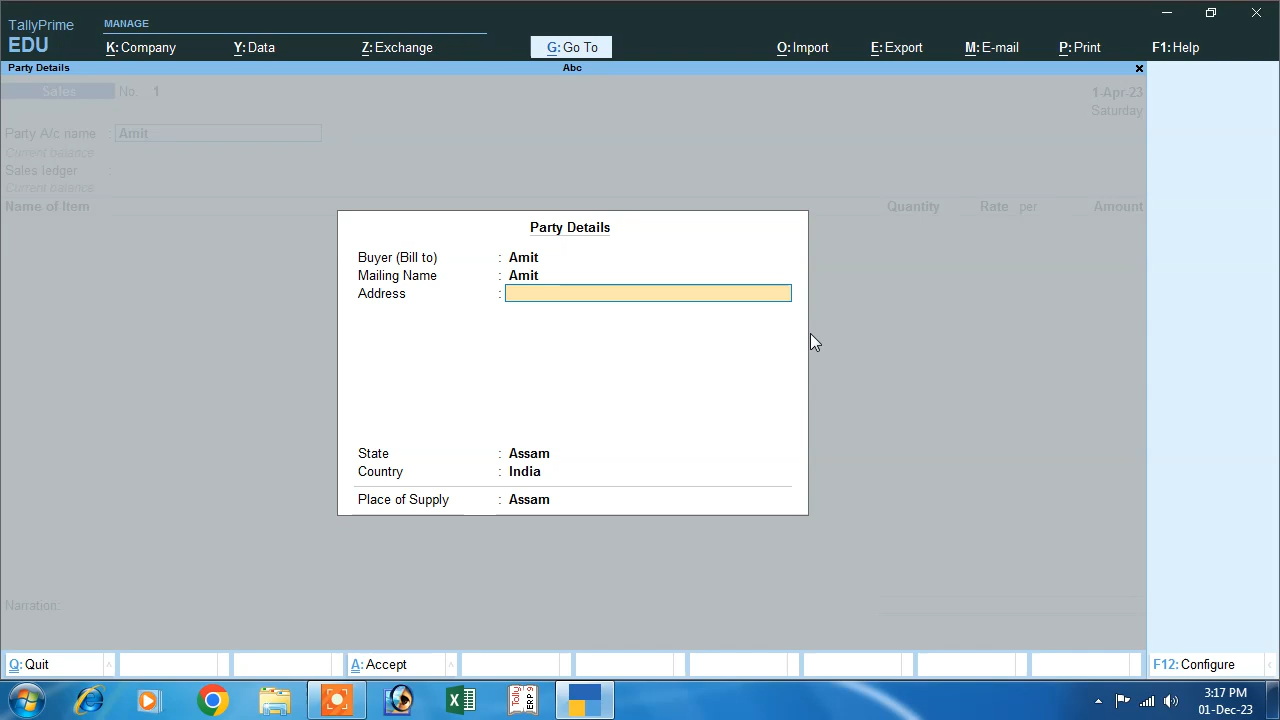 TallyPrime
EDU
MANAGE
K: Company
Y: Data
Z: Exchange
G: Go To
O: Import
E: Export
M: E-mail
P: Print
F1: Help
Party Details
Abc
Sales
No. 1
1-Apr-23
Saturday
Party A/c name : Amit
Current balance :
Sales ledger :
Current balance :
Name of Item
Quantity
Rate per
Amount
Party Details
Buyer (Bill to) : Amit
Mailing Name : Amit
Address :
State : Assam
Country : India
Place of Supply : Assam
Narration:
Q: Quit
A: Accept
F12: Configure
Tally ERP 9
3:17 PM
01-Dec-23